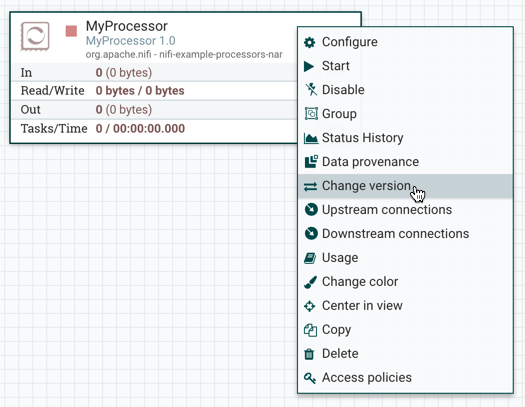 MyProcessor
MyProcessor 1.0
org.apache.nifi - nifi-example-processors-nar
In 0 (0 bytes)
Read/Write 0 bytes / 0 bytes
Out 0 (0 bytes)
Tasks/Time 0 / 00:00:00.000
Configure
Start
Disable
Group
Status History
Data provenance
Change version
Upstream connections
Downstream connections
Usage
Change color
Center in view
Copy
Delete
Access policies